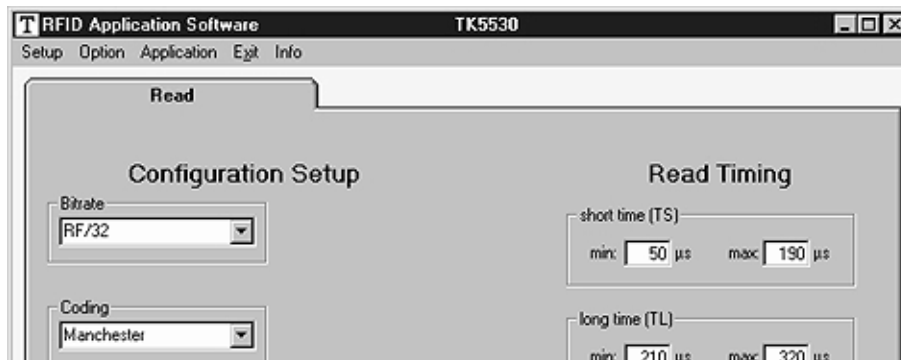 T RFID Application Software TK5530
Setup Option Application Exit Info
Read
Configuration Setup
Read Timing
Bitrate
RF/32
short time (TS)
min: 50 µs max: 190 µs
Coding
Manchester
long time (TL)
min: 210 µs max: 320 µs